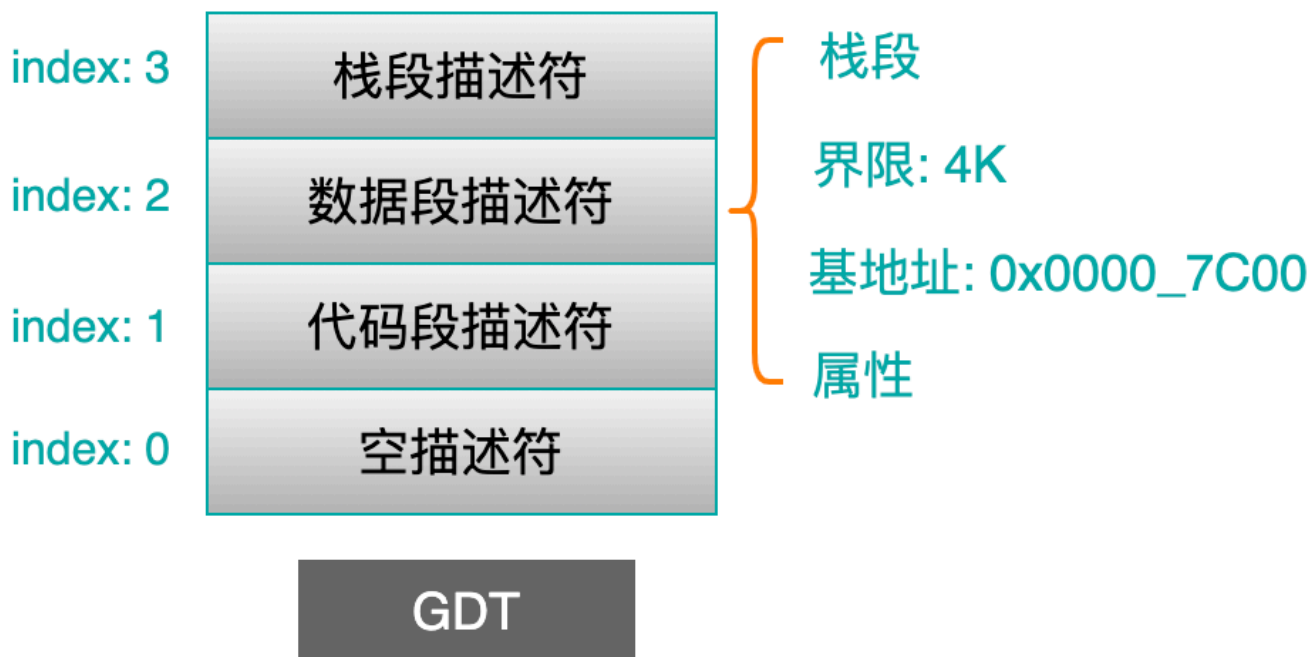 index: 3
栈段描述符
index: 2
数据段描述符
index: 1
代码段描述符
index: 0
空描述符
栈段
界限: 4K
基地址: 0x0000_7C00
属性
GDT